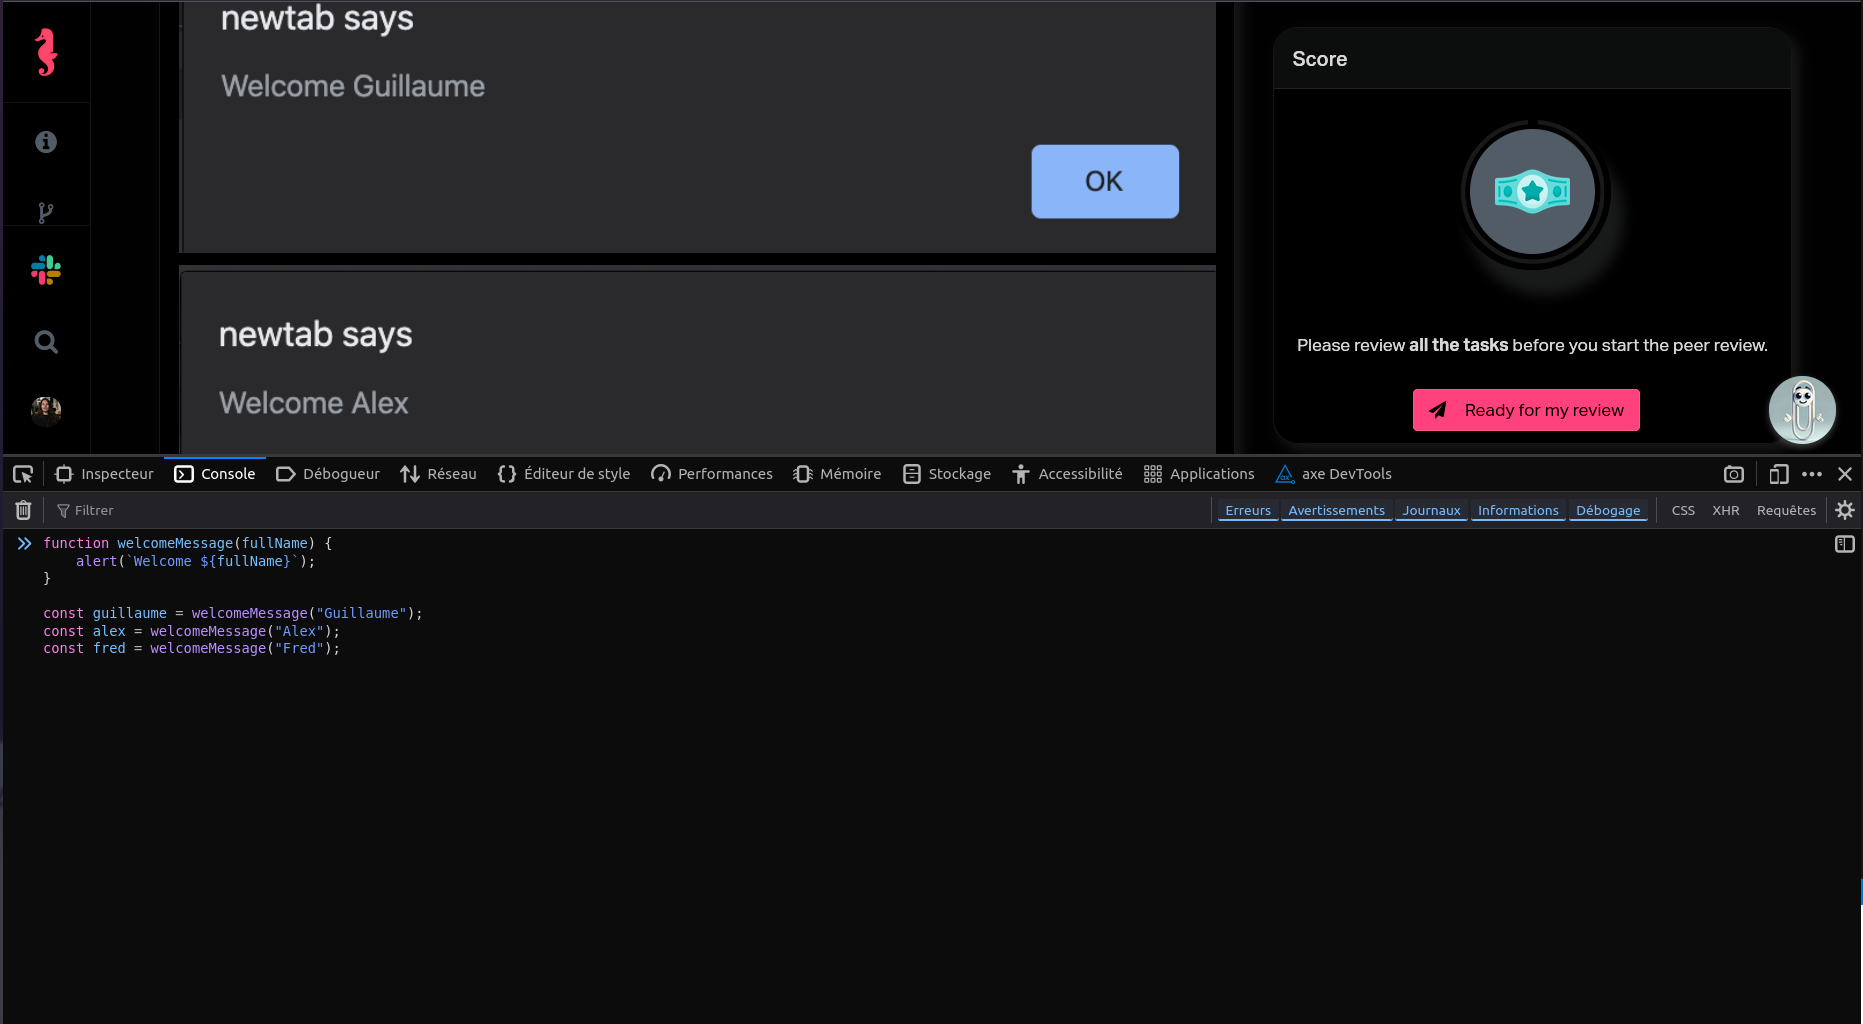 newtab says
Welcome Guillaume
OK
newtab says
Welcome Alex
Score
Please review all the tasks before you start the peer review.
Ready for my review
Inspecteur Console Débogueur Réseau Éditeur de style Performances Mémoire Stockage Accessibilité Applications axe DevTools
Filtrer Erreurs Avertissements Journaux Informations Débogage CSS XHR Requêtes
function welcomeMessage(fullName) {
    alert(`Welcome ${fullName}`);
}
const guillaume = welcomeMessage("Guillaume");
const alex = welcomeMessage("Alex");
const fred = welcomeMessage("Fred");